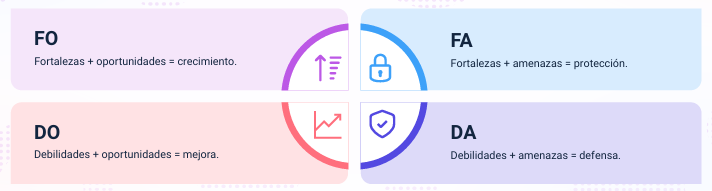 FO
Fortalezas + oportunidades = crecimiento.
FA
Fortalezas + amenazas = protección.
DO
Debilidades + oportunidades = mejora.
DA
Debilidades + amenazas = defensa.